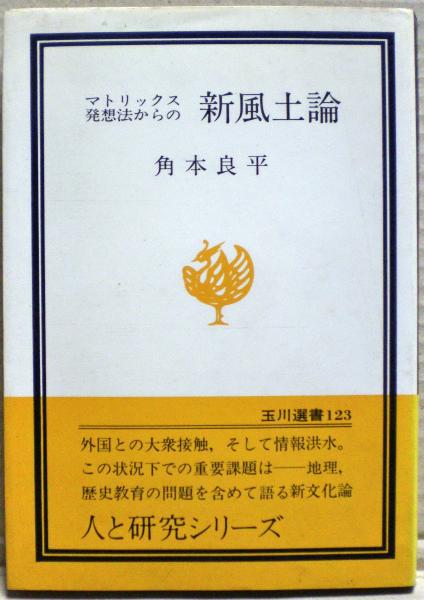 マトリックス
発想法からの
新風土論
角本良平
玉川選書123
外国との大衆接触，そして情報洪水。
この状況下での重要課題は——地理，
歴史教育の問題を含めて語る新文化論
人と研究シリーズ